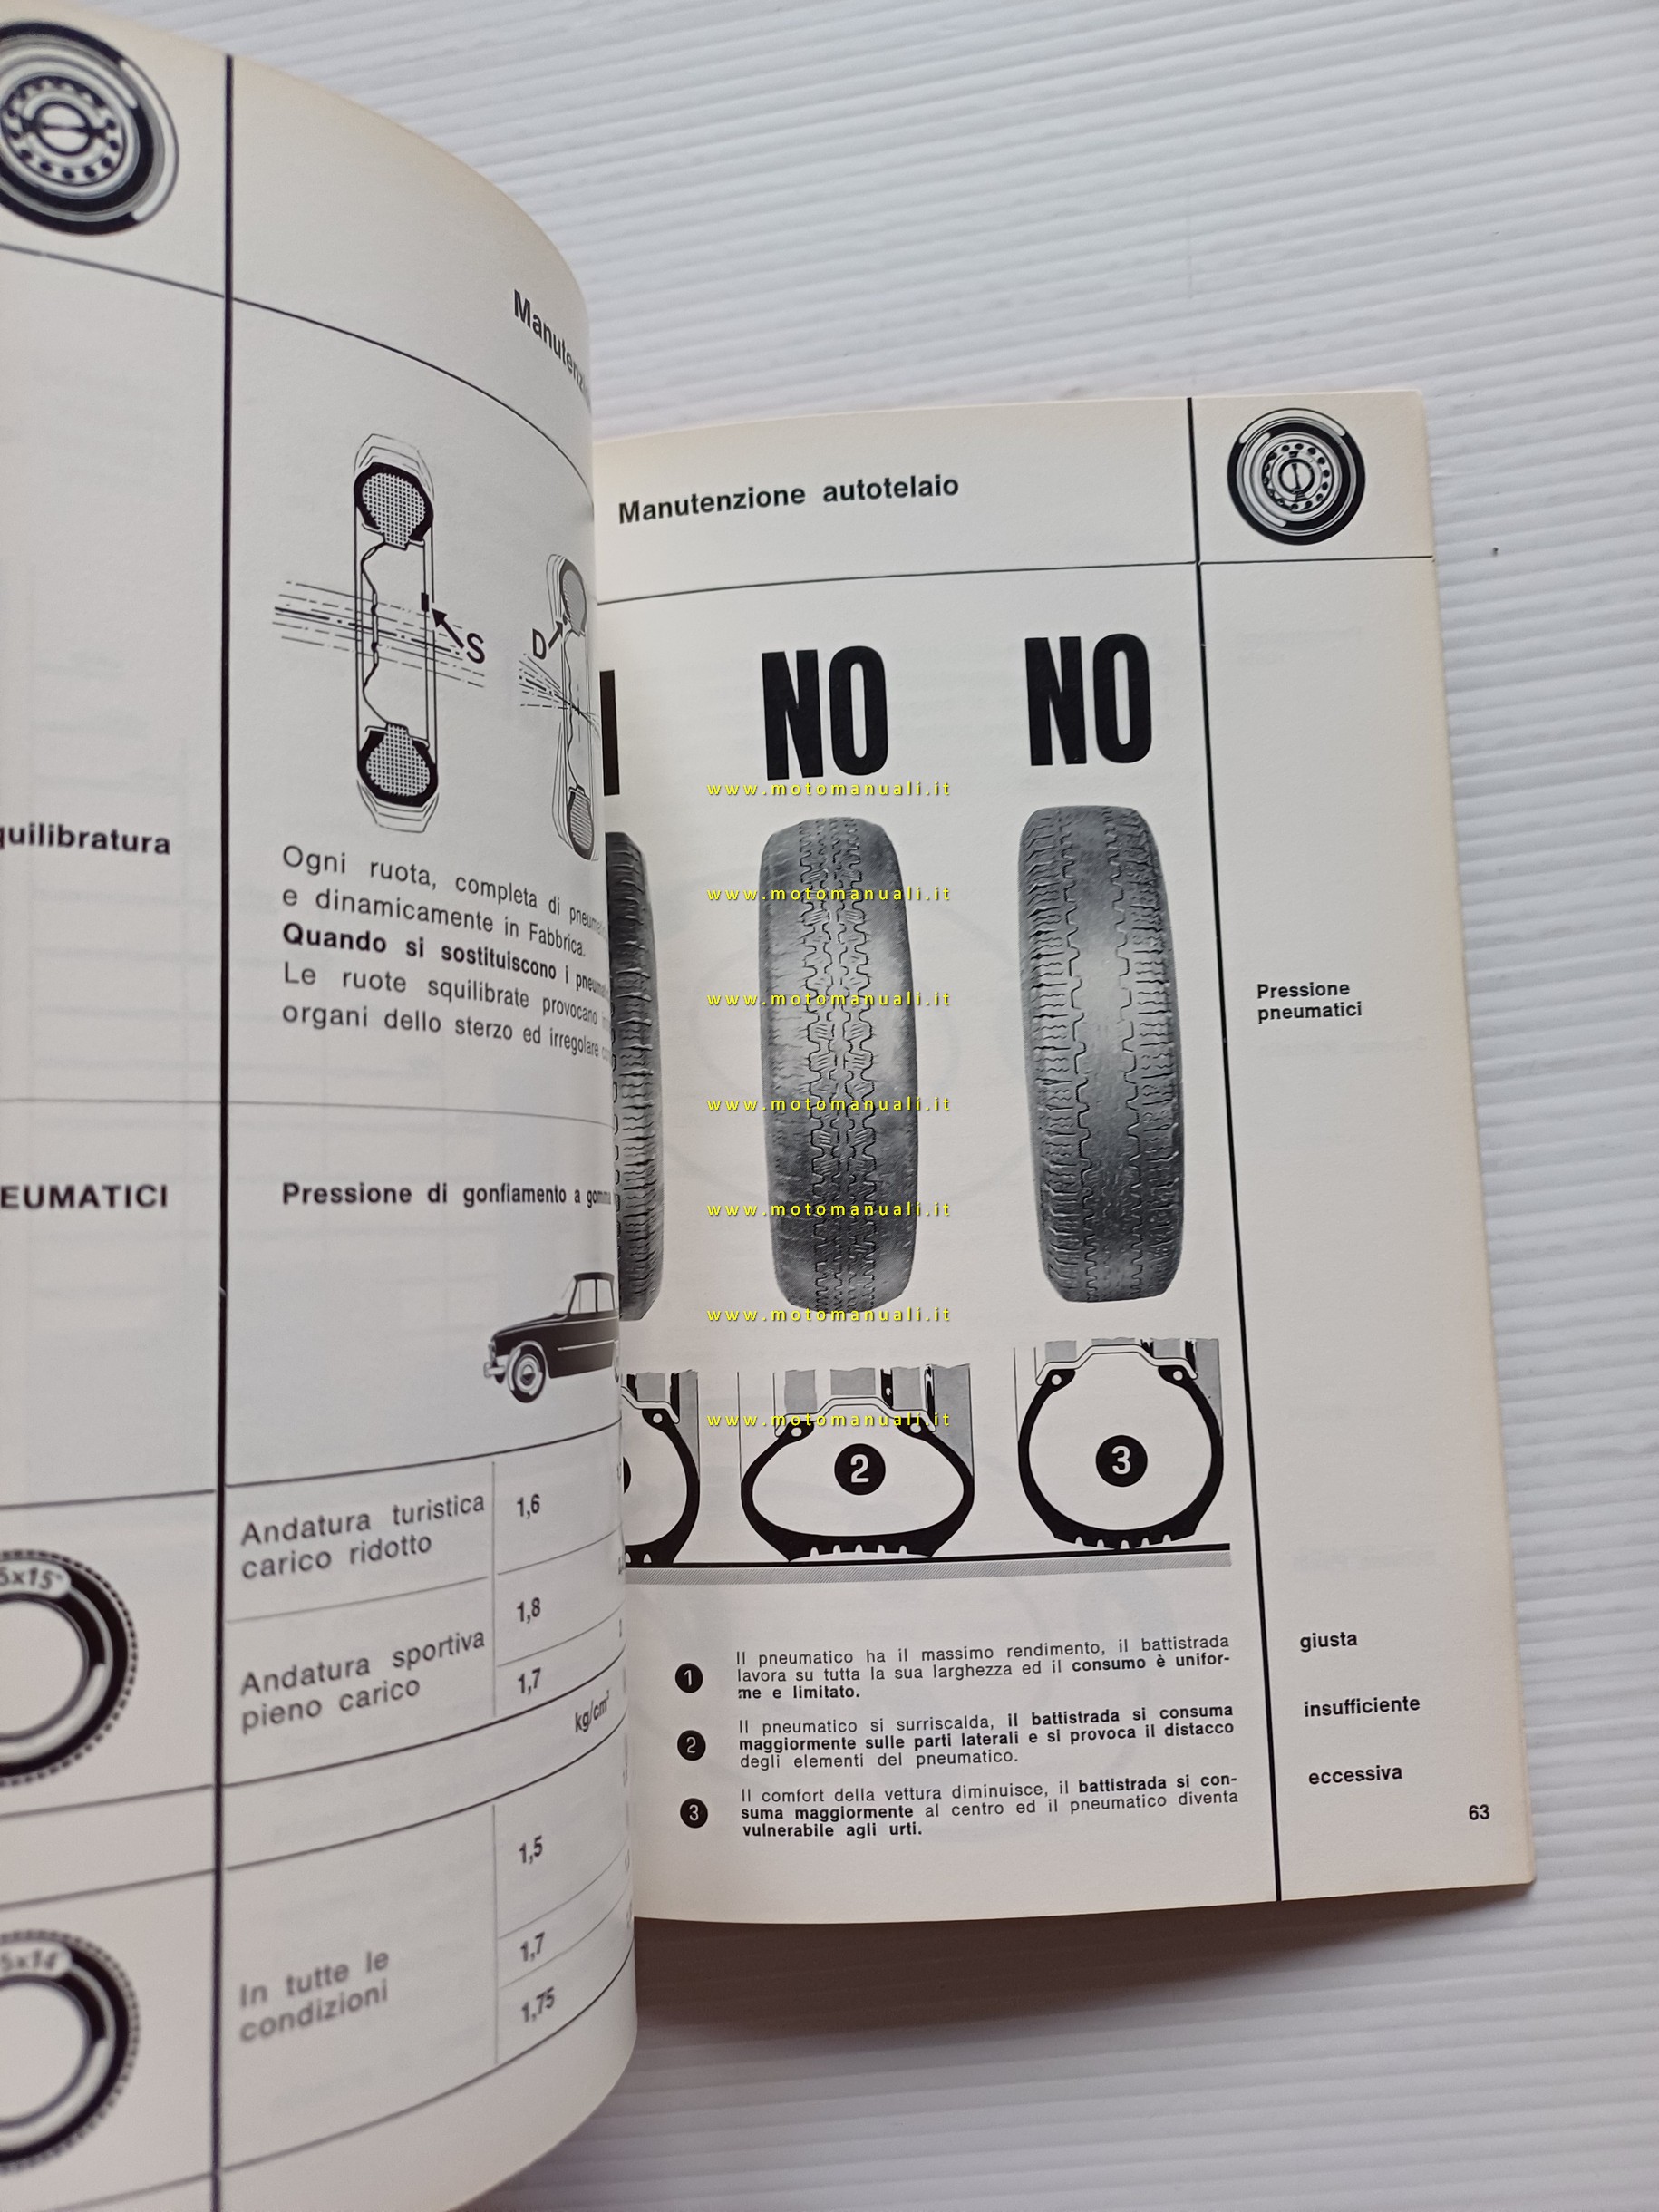 Manutenzi
S
D
quilibratura
Ogni ruota, completa di
e dinamicamente in Fabbrica.
Quando si sostituiscono i
Le ruote squilibrate provocano
organi dello sterzo ed irregolare
EUMATICI
Pressione di gonfiamento a
Andatura turistica
carico ridotto
1,6
5x15
1,8
Andatura sportiva
pieno carico
1,7
kg/cm²
1,5
5x14
In tutte le
condizioni
1,7
1,75
Manutenzione autotelaio
I NO NO
www.motomanuali.it
www.motomanuali.it
www.motomanuali.it
www.motomanuali.it
www.motomanuali.it
www.motomanuali.it
www.motomanuali.it
Pressione
pneumatici
2 3
1 Il pneumatico ha il massimo rendimento, il battistrada
lavora su tutta la sua larghezza ed il consumo è unifor-
me e limitato.
giusta
2 Il pneumatico si surriscalda, il battistrada si consuma
maggiormente sulle parti laterali e si provoca il distacco
degli elementi del pneumatico.
insufficiente
3 Il comfort della vettura diminuisce, il battistrada si con-
suma maggiormente al centro ed il pneumatico diventa
vulnerabile agli urti.
eccessiva
63